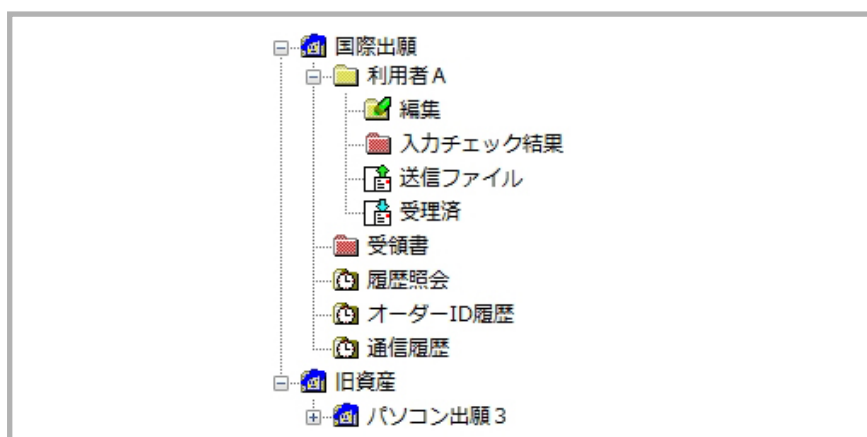 国際出願
利用者A
編集
入力チェック結果
送信ファイル
受理済
受領書
履歴照会
オーダーID履歴
通信履歴
旧資産
パソコン出願3